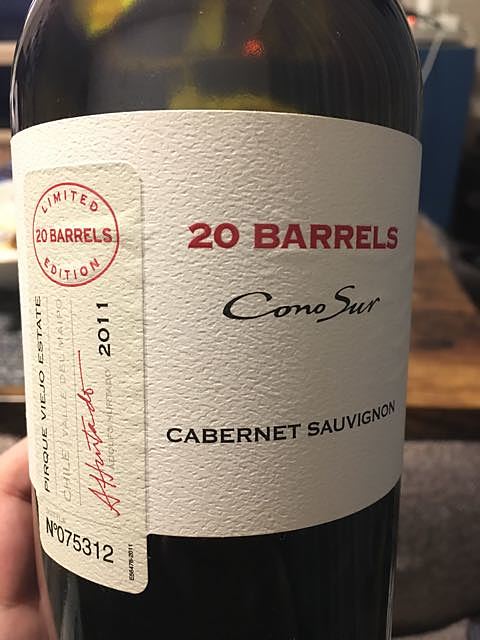 LIMITED
20 BARRELS
EDITION
PIRQUE VIEJO ESTATE
CHILE VALLE DEL MAIPO
2011
Nº075312
20 BARRELS
Cono Sur
CABERNET SAUVIGNON